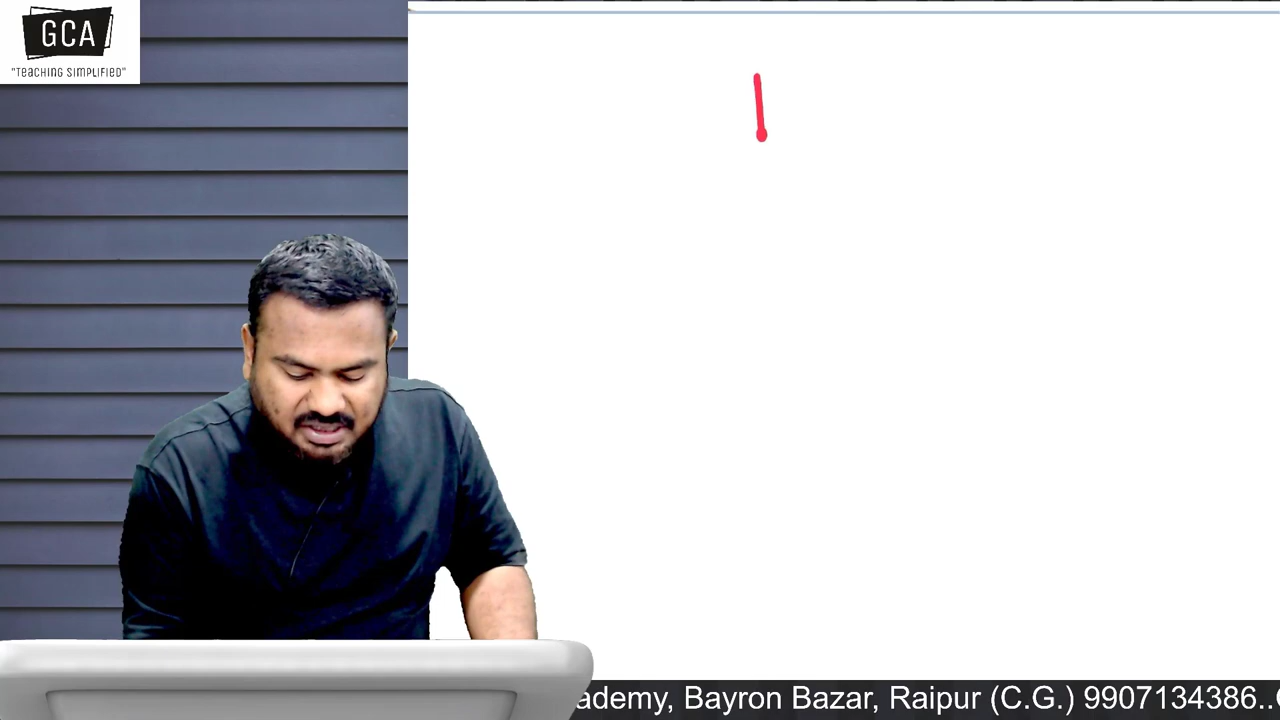 GCA
"TEACHING SIMPLIFIED"
ademy, Bayron Bazar, Raipur (C.G.) 9907134386..